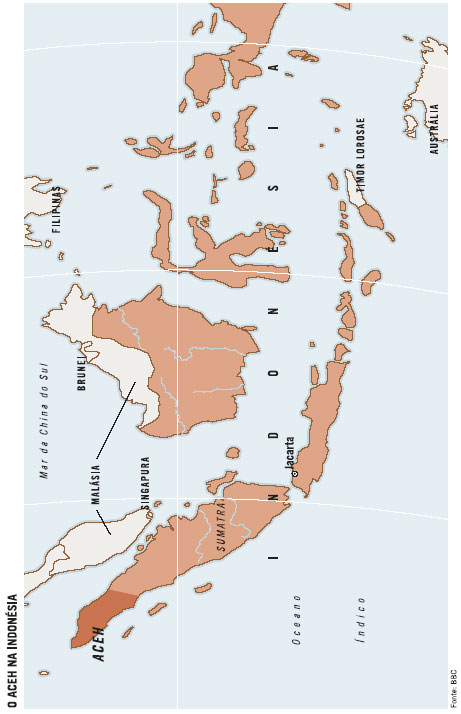 O ACEH NA INDONÉSIA
FILIPINAS
Mar da China do Sul
BRUNEI
MALÁSIA
SINGAPURA
ACEH
SUMATRA
INDONÉSIA
Jacarta
TIMOR LOROSAE
AUSTRÁLIA
Oceano
Índico
Fonte: BBC